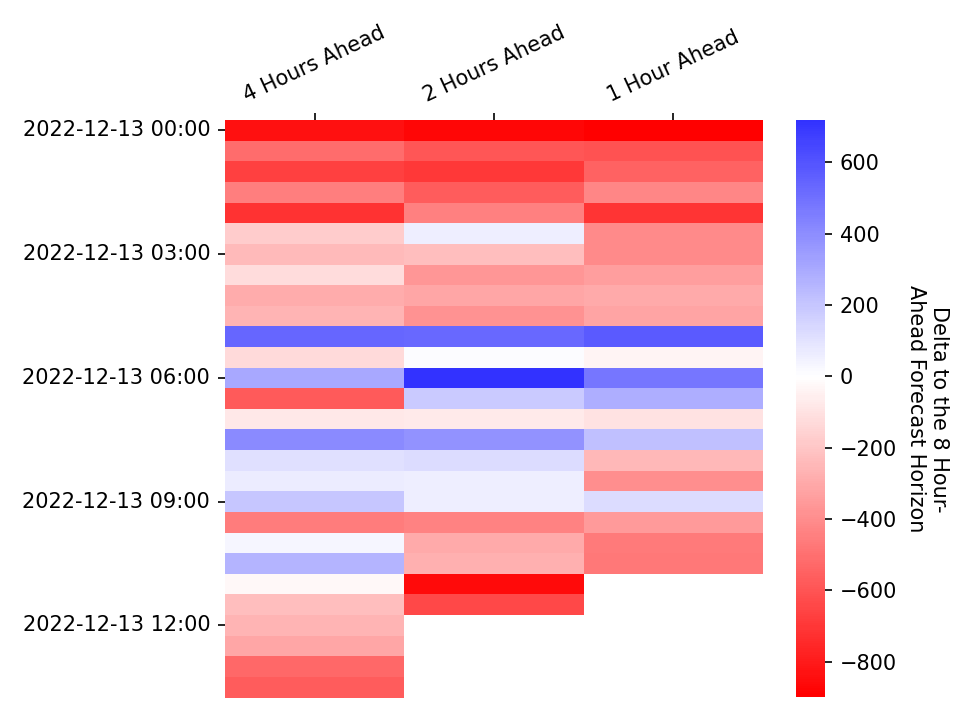 4 Hours Ahead
2 Hours Ahead
1 Hour Ahead
2022-12-13 00:00
2022-12-13 03:00
2022-12-13 06:00
2022-12-13 09:00
2022-12-13 12:00
600
400
200
0
−200
−400
−600
−800
Delta to the 8 Hour-
Ahead Forecast Horizon